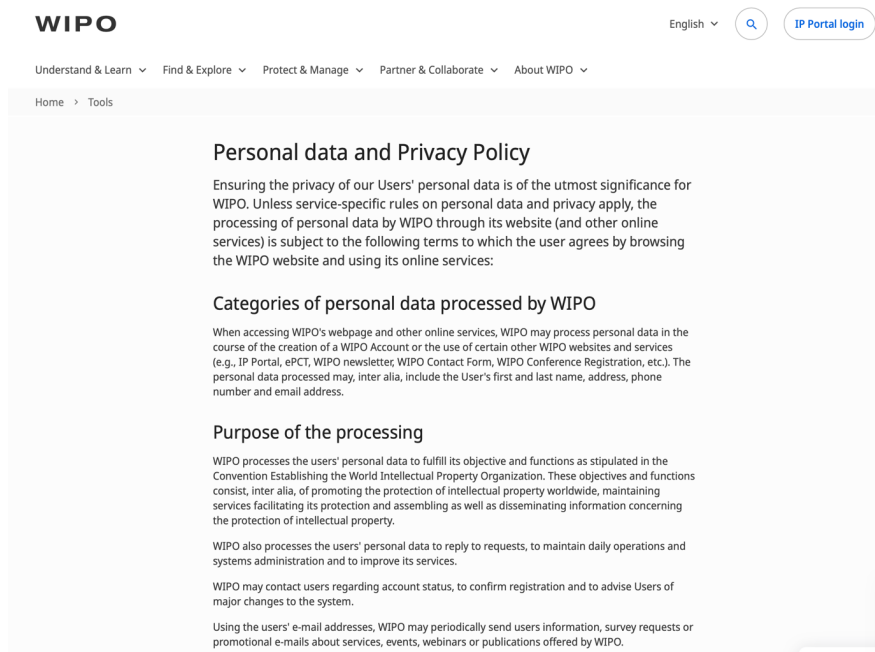 WIPO
English
IP Portal login
Understand & Learn
Find & Explore
Protect & Manage
Partner & Collaborate
About WIPO
Home > Tools
Personal data and Privacy Policy
Ensuring the privacy of our Users' personal data is of the utmost significance for
WIPO. Unless service-specific rules on personal data and privacy apply, the
processing of personal data by WIPO through its website (and other online
services) is subject to the following terms to which the user agrees by browsing
the WIPO website and using its online services:
Categories of personal data processed by WIPO
When accessing WIPO's webpage and other online services, WIPO may process personal data in the
course of the creation of a WIPO Account or the use of certain other WIPO websites and services
(e.g., IP Portal, ePCT, WIPO newsletter, WIPO Contact Form, WIPO Conference Registration, etc.). The
personal data processed may, inter alia, include the User's first and last name, address, phone
number and email address.
Purpose of the processing
WIPO processes the users' personal data to fulfill its objective and functions as stipulated in the
Convention Establishing the World Intellectual Property Organization. These objectives and functions
consist, inter alia, of promoting the protection of intellectual property worldwide, maintaining
services facilitating its protection and assembling as well as disseminating information concerning
the protection of intellectual property.
WIPO also processes the users' personal data to reply to requests, to maintain daily operations and
systems administration and to improve its services.
WIPO may contact users regarding account status, to confirm registration and to advise Users of
major changes to the system.
Using the users' e-mail addresses, WIPO may periodically send users information, survey requests or
promotional e-mails about services, events, webinars or publications offered by WIPO.